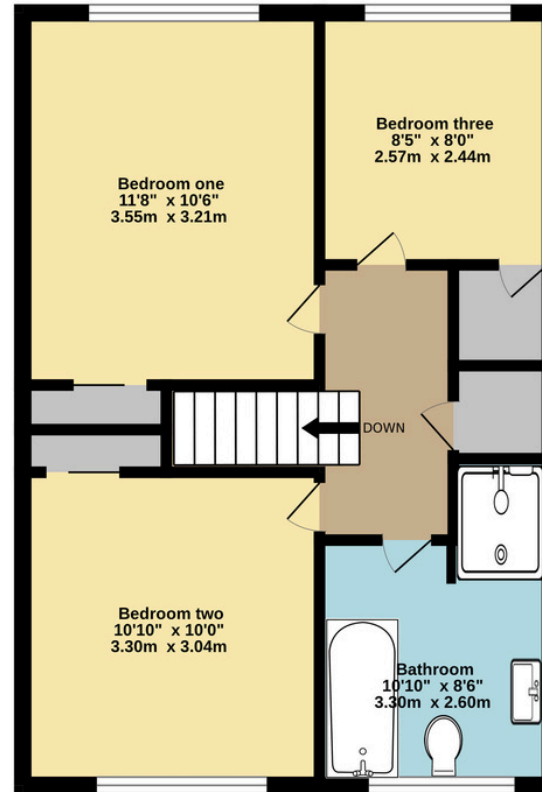 Bedroom one
11'8" x 10'6"
3.55m x 3.21m
Bedroom three
8'5" x 8'0"
2.57m x 2.44m
DOWN
Bedroom two
10'10" x 10'0"
3.30m x 3.04m
Bathroom
10'10" x 8'6"
3.30m x 2.60m